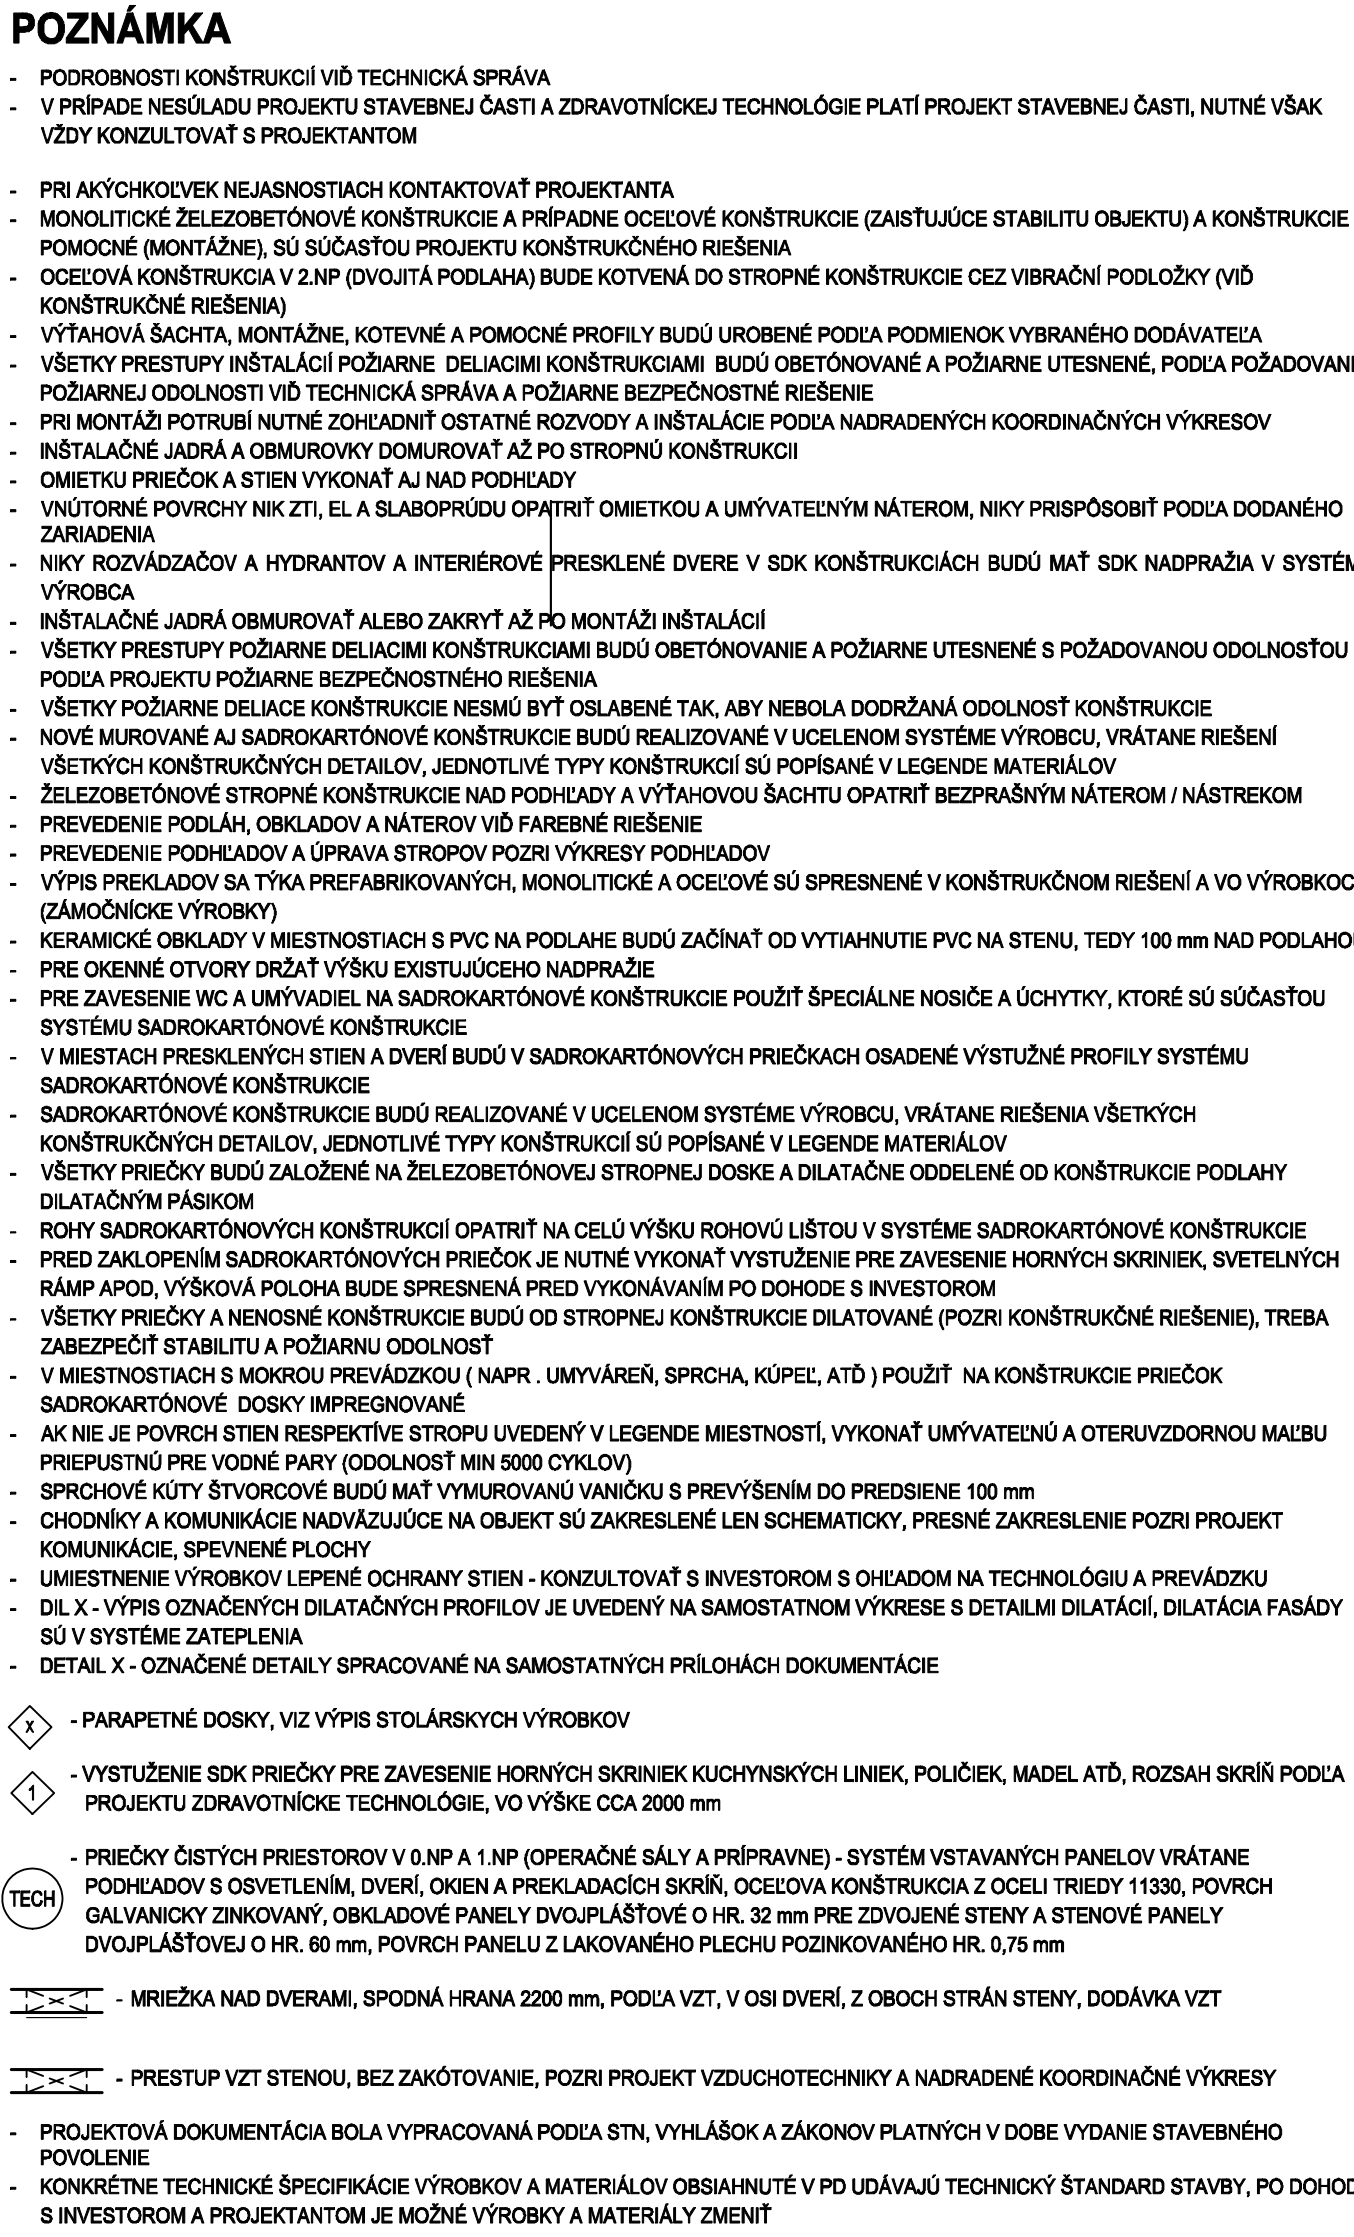 POZNÁMKA
- PODROBNOSTI KONŠTRUKCIÍ VIĎ TECHNICKÁ SPRÁVA
- V PRÍPADE NESÚLADU PROJEKTU STAVEBNEJ ČASTI A ZDRAVOTNÍCKEJ TECHNOLÓGIE PLATÍ PROJEKT STAVEBNEJ ČASTI, NUTNÉ VŠAK
VŽDY KONZULTOVAŤ S PROJEKTANTOM
- PRI AKÝCHKOĽVEK NEJASNOSTIACH KONTAKTOVAŤ PROJEKTANTA
- MONOLITICKÉ ŽELEZOBETÓNOVÉ KONŠTRUKCIE A PRÍPADNE OCEĽOVÉ KONŠTRUKCIE (ZAISŤUJÚCE STABILITU OBJEKTU) A KONŠTRUKCIE
POMOCNÉ (MONTÁŽNE), SÚ SÚČASŤOU PROJEKTU KONŠTRUKČNÉHO RIEŠENIA
- OCEĽOVÁ KONŠTRUKCIA V 2.NP (DVOJITÁ PODLAHA) BUDE KOTVENÁ DO STROPNÉ KONŠTRUKCIE CEZ VIBRAČNÍ PODLOŽKY (VIĎ
KONŠTRUKČNÉ RIEŠENIA)
- VÝŤAHOVÁ ŠACHTA, MONTÁŽNE, KOTEVNÉ A POMOCNÉ PROFILY BUDÚ UROBENÉ PODĽA PODMIENOK VYBRANÉHO DODÁVATEĽA
- VŠETKY PRESTUPY INŠTALÁCIÍ POŽIARNE DELIACIMI KONŠTRUKCIAMI BUDÚ OBETÓNOVANÉ A POŽIARNE UTESNENÉ, PODĽA POŽADOVANE
POŽIARNEJ ODOLNOSTI VIĎ TECHNICKÁ SPRÁVA A POŽIARNE BEZPEČNOSTNÉ RIEŠENIE
- PRI MONTÁŽI POTRUBÍ NUTNÉ ZOHĽADNIŤ OSTATNÉ ROZVODY A INŠTALÁCIE PODĽA NADRADENÝCH KOORDINAČNÝCH VÝKRESOV
- INŠTALAČNÉ JADRÁ A OBMUROVKY DOMUROVAŤ AŽ PO STROPNÚ KONŠTRUKCII
- OMIETKU PRIEČOK A STIEN VYKONAŤ AJ NAD PODHĽADY
- VNÚTORNÉ POVRCHY NIK ZTI, EL A SLABOPRÚDU OPATRIŤ OMIETKOU A UMÝVATEĽNÝM NÁTEROM, NIKY PRISPÔSOBIŤ PODĽA DODANÉHO
ZARIADENIA
- NIKY ROZVÁDZAČOV A HYDRANTOV A INTERIÉROVÉ PRESKLENÉ DVERE V SDK KONŠTRUKCIÁCH BUDÚ MAŤ SDK NADPRAŽIA V SYSTÉM
VÝROBCA
- INŠTALAČNÉ JADRÁ OBMUROVAŤ ALEBO ZAKRYŤ AŽ PO MONTÁŽI INŠTALÁCIÍ
- VŠETKY PRESTUPY POŽIARNE DELIACIMI KONŠTRUKCIAMI BUDÚ OBETÓNOVANIE A POŽIARNE UTESNENÉ S POŽADOVANOU ODOLNOSŤOU
PODĽA PROJEKTU POŽIARNE BEZPEČNOSTNÉHO RIEŠENIA
- VŠETKY POŽIARNE DELIACE KONŠTRUKCIE NESMÚ BYŤ OSLABENÉ TAK, ABY NEBOLA DODRŽANÁ ODOLNOSŤ KONŠTRUKCIE
- NOVÉ MUROVANÉ AJ SADROKARTÓNOVÉ KONŠTRUKCIE BUDÚ REALIZOVANÉ V UCELENOM SYSTÉME VÝROBCU, VRÁTANE RIEŠENÍ
VŠETKÝCH KONŠTRUKČNÝCH DETAILOV, JEDNOTLIVÉ TYPY KONŠTRUKCIÍ SÚ POPÍSANÉ V LEGENDE MATERIÁLOV
- ŽELEZOBETÓNOVÉ STROPNÉ KONŠTRUKCIE NAD PODHĽADY A VÝŤAHOVOU ŠACHTU OPATRIŤ BEZPRAŠNÝM NÁTEROM / NÁSTREKOM
- PREVEDENIE PODLÁH, OBKLADOV A NÁTEROV VIĎ FAREBNÉ RIEŠENIE
- PREVEDENIE PODHĽADOV A ÚPRAVA STROPOV POZRI VÝKRESY PODHĽADOV
- VÝPIS PREKLADOV SA TÝKA PREFABRIKOVANÝCH, MONOLITICKÉ A OCEĽOVÉ SÚ SPRESNENÉ V KONŠTRUKČNOM RIEŠENÍ A VO VÝROBKOC
(ZÁMOČNÍCKE VÝROBKY)
- KERAMICKÉ OBKLADY V MIESTNOSTIACH S PVC NA PODLAHE BUDÚ ZAČÍNAŤ OD VYTIAHNUTIE PVC NA STENU, TEDY 100 mm NAD PODLAHOU
- PRE OKENNÉ OTVORY DRŽAŤ VÝŠKU EXISTUJÚCEHO NADPRAŽIE
- PRE ZAVESENIE WC A UMÝVADIEL NA SADROKARTÓNOVÉ KONŠTRUKCIE POUŽIŤ ŠPECIÁLNE NOSIČE A ÚCHYTKY, KTORÉ SÚ SÚČASŤOU
SYSTÉMU SADROKARTÓNOVÉ KONŠTRUKCIE
- V MIESTACH PRESKLENÝCH STIEN A DVERÍ BUDÚ V SADROKARTÓNOVÝCH PRIEČKACH OSADENÉ VÝSTUŽNÉ PROFILY SYSTÉMU
SADROKARTÓNOVÉ KONŠTRUKCIE
- SADROKARTÓNOVÉ KONŠTRUKCIE BUDÚ REALIZOVANÉ V UCELENOM SYSTÉME VÝROBCU, VRÁTANE RIEŠENIA VŠETKÝCH
KONŠTRUKČNÝCH DETAILOV, JEDNOTLIVÉ TYPY KONŠTRUKCIÍ SÚ POPÍSANÉ V LEGENDE MATERIÁLOV
- VŠETKY PRIEČKY BUDÚ ZALOŽENÉ NA ŽELEZOBETÓNOVEJ STROPNEJ DOSKE A DILATAČNE ODDELENÉ OD KONŠTRUKCIE PODLAHY
DILATAČNÝM PÁSIKOM
- ROHY SADROKARTÓNOVÝCH KONŠTRUKCIÍ OPATRIŤ NA CELÚ VÝŠKU ROHOVÚ LIŠTOU V SYSTÉME SADROKARTÓNOVÉ KONŠTRUKCIE
- PRED ZAKLOPENÍM SADROKARTÓNOVÝCH PRIEČOK JE NUTNÉ VYKONAŤ VYSTUŽENIE PRE ZAVESENIE HORNÝCH SKRINIEK, SVETELNÝCH
RÁMP APOD, VÝŠKOVÁ POLOHA BUDE SPRESNENÁ PRED VYKONÁVANÍM PO DOHODE S INVESTOROM
- VŠETKY PRIEČKY A NENOSNÉ KONŠTRUKCIE BUDÚ OD STROPNEJ KONŠTRUKCIE DILATOVANÉ (POZRI KONŠTRUKČNÉ RIEŠENIE), TREBA
ZABEZPEČIŤ STABILITU A POŽIARNU ODOLNOSŤ
- V MIESTNOSTIACH S MOKROU PREVÁDZKOU ( NAPR . UMYVÁREŇ, SPRCHA, KÚPEĽ, ATĎ ) POUŽIŤ NA KONŠTRUKCIE PRIEČOK
SADROKARTÓNOVÉ DOSKY IMPREGNOVANÉ
- AK NIE JE POVRCH STIEN RESPEKTÍVE STROPU UVEDENÝ V LEGENDE MIESTNOSTÍ, VYKONAŤ UMÝVATEĽNÚ A OTERUVZDORNOU MAĽBU
PRIEPUSTNÚ PRE VODNÉ PARY (ODOLNOSŤ MIN 5000 CYKLOV)
- SPRCHOVÉ KÚTY ŠTVORCOVÉ BUDÚ MAŤ VYMUROVANÚ VANIČKU S PREVÝŠENÍM DO PREDSIENE 100 mm
- CHODNÍKY A KOMUNIKÁCIE NADVÄZUJÚCE NA OBJEKT SÚ ZAKRESLENÉ LEN SCHEMATICKY, PRESNÉ ZAKRESLENIE POZRI PROJEKT
KOMUNIKÁCIE, SPEVNENÉ PLOCHY
- UMIESTNENIE VÝROBKOV LEPENÉ OCHRANY STIEN - KONZULTOVAŤ S INVESTOROM S OHĽADOM NA TECHNOLÓGIU A PREVÁDZKU
- DIL X - VÝPIS OZNAČENÝCH DILATAČNÝCH PROFILOV JE UVEDENÝ NA SAMOSTATNOM VÝKRESE S DETAILMI DILATÁCIÍ, DILATÁCIA FASÁDY
SÚ V SYSTÉME ZATEPLENIA
- DETAIL X - OZNAČENÉ DETAILY SPRACOVANÉ NA SAMOSTATNÝCH PRÍLOHÁCH DOKUMENTÁCIE
X - PARAPETNÉ DOSKY, VIZ VÝPIS STOLÁRSKYCH VÝROBKOV
1 - VYSTUŽENIE SDK PRIEČKY PRE ZAVESENIE HORNÝCH SKRINIEK KUCHYNSKÝCH LINIEK, POLIČIEK, MADEL ATĎ, ROZSAH SKRÍŇ PODĽA
PROJEKTU ZDRAVOTNÍCKE TECHNOLÓGIE, VO VÝŠKE CCA 2000 mm
- PRIEČKY ČISTÝCH PRIESTOROV V 0.NP A 1.NP (OPERAČNÉ SÁLY A PRÍPRAVNE) - SYSTÉM VSTAVANÝCH PANELOV VRÁTANE
TECH PODHĽADOV S OSVETLENÍM, DVERÍ, OKIEN A PREKLADACÍCH SKRÍŇ, OCEĽOVA KONŠTRUKCIA Z OCELI TRIEDY 11330, POVRCH
GALVANICKY ZINKOVANÝ, OBKLADOVÉ PANELY DVOJPLÁŠŤOVÉ O HR. 32 mm PRE ZDVOJENÉ STENY A STENOVÉ PANELY
DVOJPLÁŠŤOVEJ O HR. 60 mm, POVRCH PANELU Z LAKOVANÉHO PLECHU POZINKOVANÉHO HR. 0,75 mm
- MRIEŽKA NAD DVERAMI, SPODNÁ HRANA 2200 mm, PODĽA VZT, V OSI DVERÍ, Z OBOCH STRÁN STENY, DODÁVKA VZT
- PRESTUP VZT STENOU, BEZ ZAKÓTOVANIE, POZRI PROJEKT VZDUCHOTECHNIKY A NADRADENÉ KOORDINAČNÉ VÝKRESY
- PROJEKTOVÁ DOKUMENTÁCIA BOLA VYPRACOVANÁ PODĽA STN, VYHLÁŠOK A ZÁKONOV PLATNÝCH V DOBE VYDANIE STAVEBNÉHO
POVOLENIE
- KONKRÉTNE TECHNICKÉ ŠPECIFIKÁCIE VÝROBKOV A MATERIÁLOV OBSIAHNUTÉ V PD UDÁVAJÚ TECHNICKÝ ŠTANDARD STAVBY, PO DOHOD
S INVESTOROM A PROJEKTANTOM JE MOŽNÉ VÝROBKY A MATERIÁLY ZMENIŤ